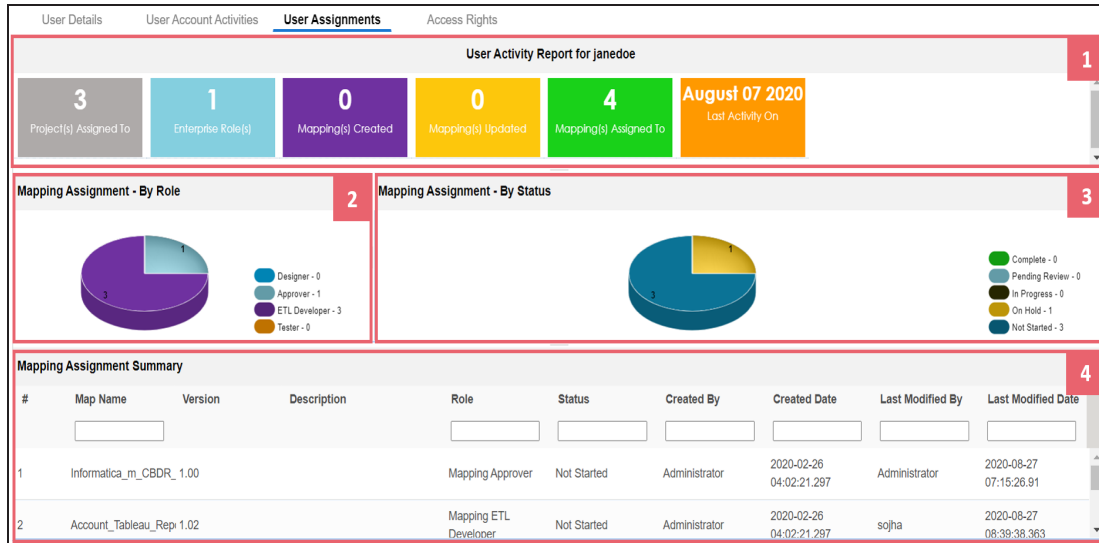 User Details User Account Activities User Assignments Access Rights
User Activity Report for janedoe
1
3 1 0 0 4 August 07 2020
Project(s) Assigned To Enterprise Role(s) Mapping(s) Created Mapping(s) Updated Mapping(s) Assigned To Last Activity On
Mapping Assignment - By Role
2
1
3
Designer - 0
Approver - 1
ETL Developer - 3
Tester - 0
Mapping Assignment - By Status
3
1
3
Complete - 0
Pending Review - 0
In Progress - 0
On Hold - 1
Not Started - 3
Mapping Assignment Summary
4
# Map Name Version Description Role Status Created By Created Date Last Modified By Last Modified Date
1 Informatica_m_CBDR_ 1.00 Mapping Approver Not Started Administrator 2020-02-26 04:02:21.297 Administrator 2020-08-27 07:15:26.91
2 Account_Tableau_Rep 1.02 Mapping ETL Developer Not Started Administrator 2020-02-26 04:02:21.297 sojha 2020-08-27 08:39:38.363